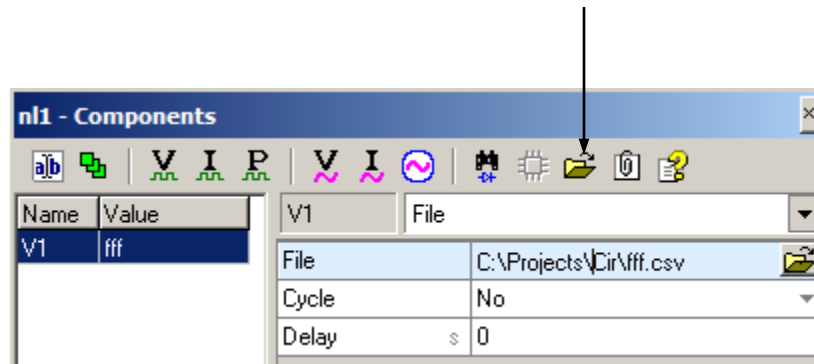 nl1 - Components
a|b V I P V I
Name Value V1 File
V1 fff
File C:\Projects\Cir\fff.csv
Cycle No
Delay s 0